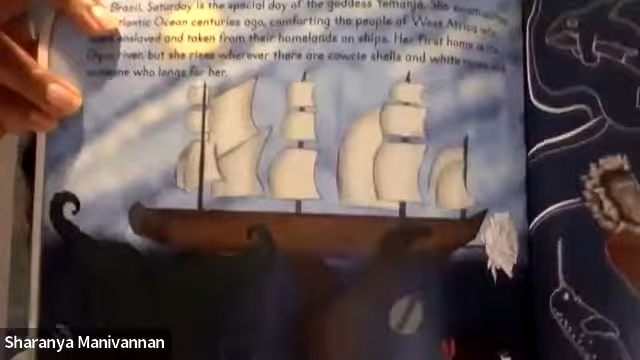 Brazil, Saturday is the special day of the goddess Yemanja. She
Atlantic Ocean centuries ago, comforting the people of West Africa who
were enslaved and taken from their homelands on ships. Her first home is the
Ogun river, but she rises wherever there are cowrie shells and white
someone who longs for her.
Sharanya Manivannan